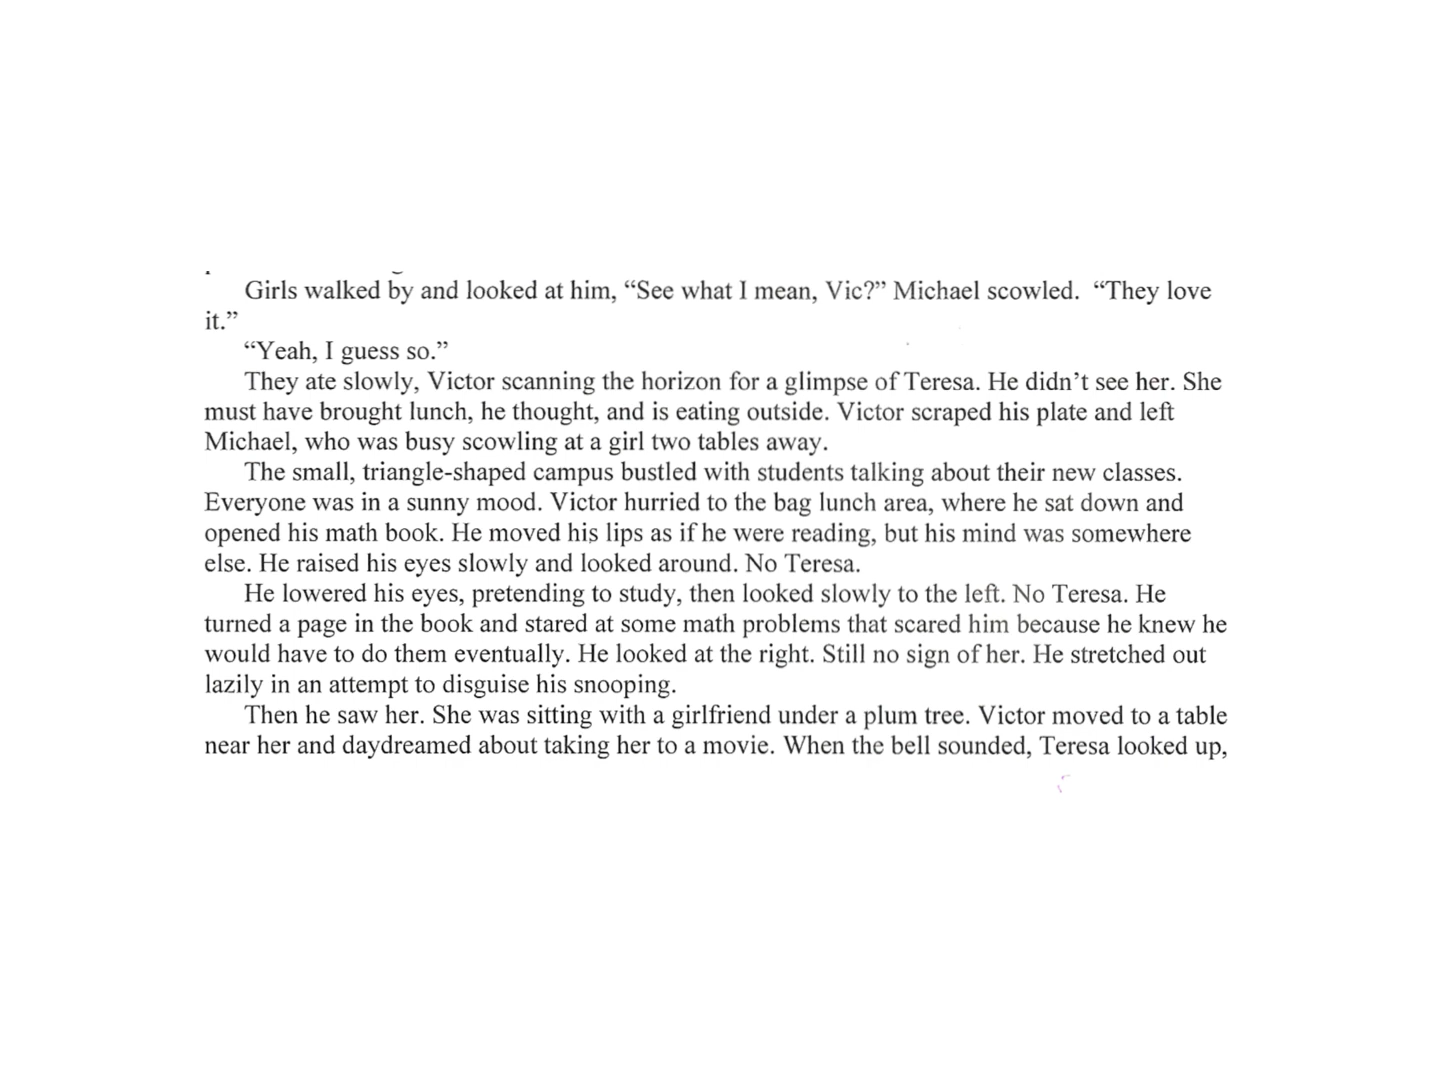 Girls walked by and looked at him, “See what I mean, Vic?” Michael scowled.  “They love
it.”
“Yeah, I guess so.”
They ate slowly, Victor scanning the horizon for a glimpse of Teresa. He didn’t see her. She
must have brought lunch, he thought, and is eating outside. Victor scraped his plate and left
Michael, who was busy scowling at a girl two tables away.
The small, triangle-shaped campus bustled with students talking about their new classes.
Everyone was in a sunny mood. Victor hurried to the bag lunch area, where he sat down and
opened his math book. He moved his lips as if he were reading, but his mind was somewhere
else. He raised his eyes slowly and looked around. No Teresa.
He lowered his eyes, pretending to study, then looked slowly to the left. No Teresa. He
turned a page in the book and stared at some math problems that scared him because he knew he
would have to do them eventually. He looked at the right. Still no sign of her. He stretched out
lazily in an attempt to disguise his snooping.
Then he saw her. She was sitting with a girlfriend under a plum tree. Victor moved to a table
near her and daydreamed about taking her to a movie. When the bell sounded, Teresa looked up,